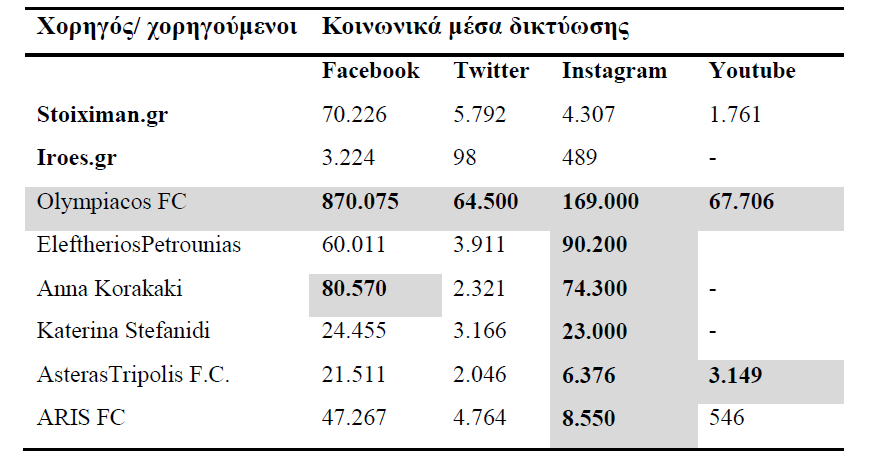 Χορηγός/ χορηγούμενοι Κοινωνικά μέσα δικτύωσης
Facebook Twitter Instagram Youtube
Stoiximan.gr 70.226 5.792 4.307 1.761
Iroes.gr 3.224 98 489 -
Olympiacos FC 870.075 64.500 169.000 67.706
EleftheriosPetrounias 60.011 3.911 90.200
Anna Korakaki 80.570 2.321 74.300 -
Katerina Stefanidi 24.455 3.166 23.000 -
AsterasTripolis F.C. 21.511 2.046 6.376 3.149
ARIS FC 47.267 4.764 8.550 546